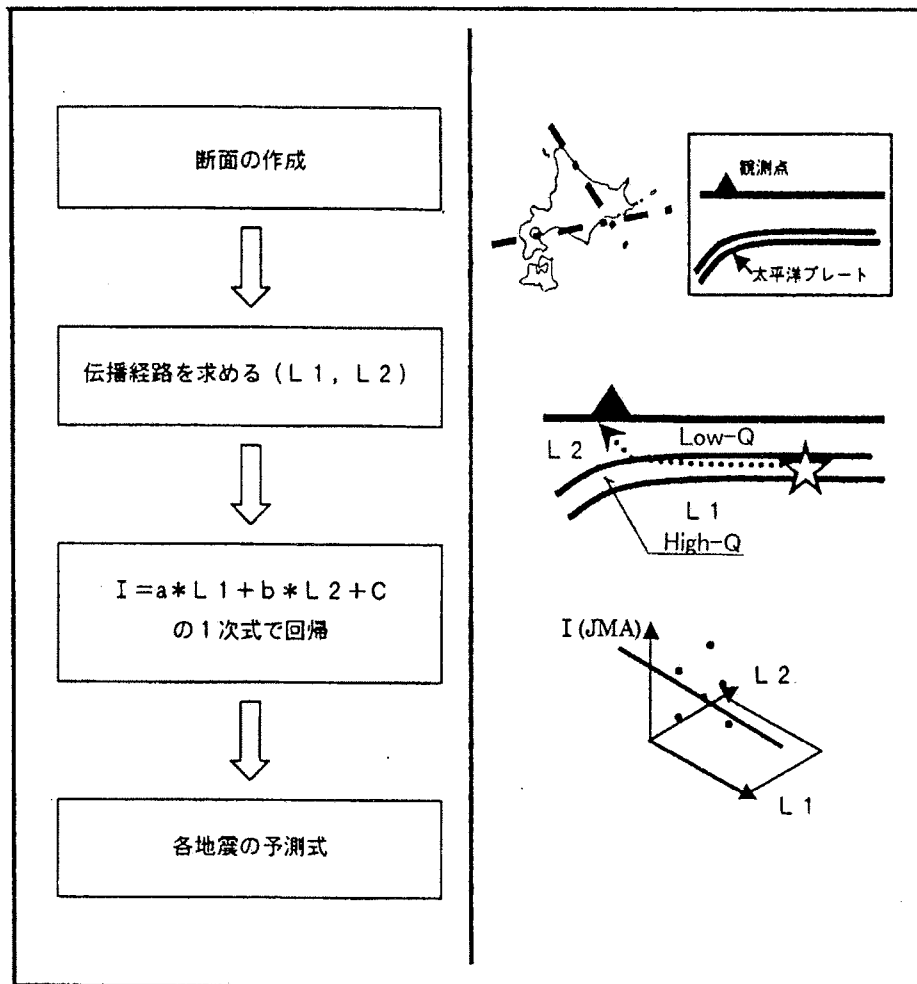 断面の作成
伝播経路を求める（Ｌ１，Ｌ２）
Ｉ＝a＊Ｌ１＋b＊Ｌ２＋C
の１次式で回帰
各地震の予測式
観測点
太平洋プレート
Ｌ２
Low-Q
Ｌ１
High-Q
I (JMA)
Ｌ２
Ｌ１